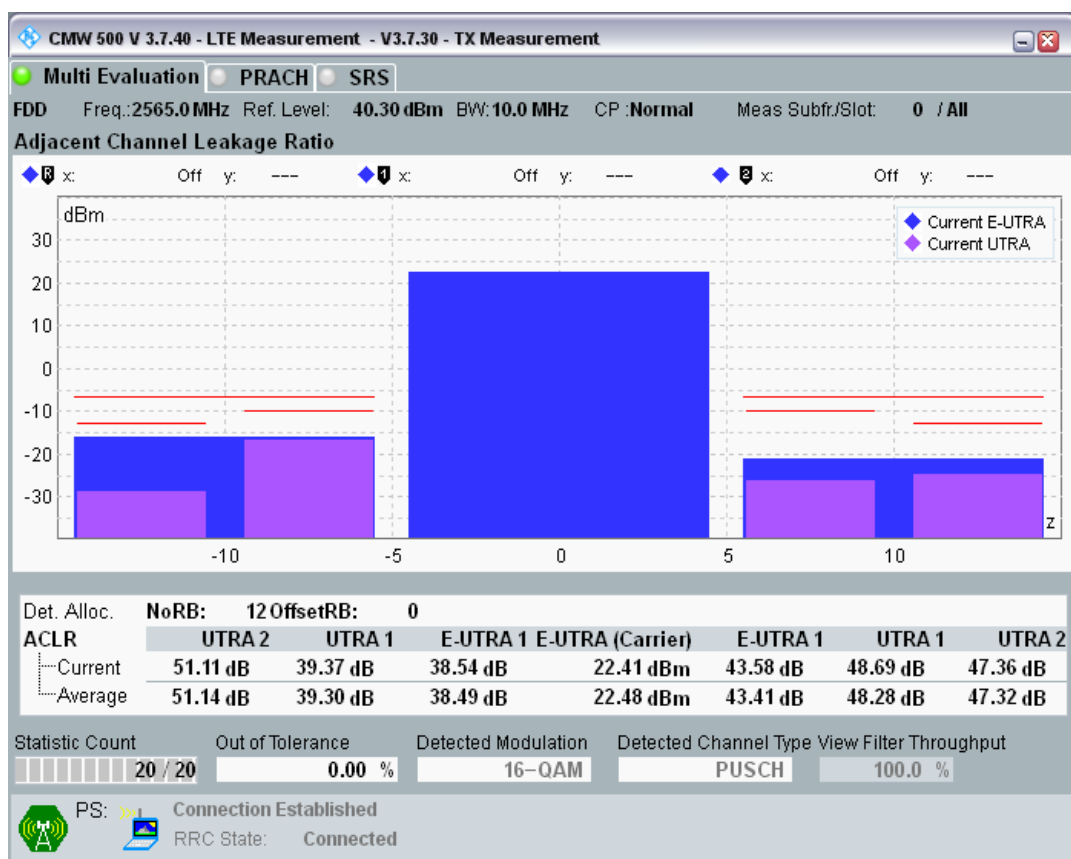 CMW 500 V 3.7.40 - LTE Measurement - V3.7.30 - TX Measurement
Multi Evaluation PRACH SRS
FDD Freq.:2565.0 MHz Ref. Level: 40.30 dBm BW:10.0 MHz CP :Normal Meas Subfr./Slot: 0 / All
Adjacent Channel Leakage Ratio
R x: Off y: --- 1 x: Off y: --- 2 x: Off y: ---
dBm
Current E-UTRA
Current UTRA
30
20
10
0
-10
-20
-30
z
-10 -5 0 5 10
Det. Alloc. NoRB: 12 OffsetRB: 0
ACLR UTRA 2 UTRA 1 E-UTRA 1 E-UTRA (Carrier) E-UTRA 1 UTRA 1 UTRA 2
Current 51.11 dB 39.37 dB 38.54 dB 22.41 dBm 43.58 dB 48.69 dB 47.36 dB
Average 51.14 dB 39.30 dB 38.49 dB 22.48 dBm 43.41 dB 48.28 dB 47.32 dB
Statistic Count Out of Tolerance Detected Modulation Detected Channel Type View Filter Throughput
20 / 20 0.00 % 16-QAM PUSCH 100.0 %
PS: Connection Established
RRC State: Connected